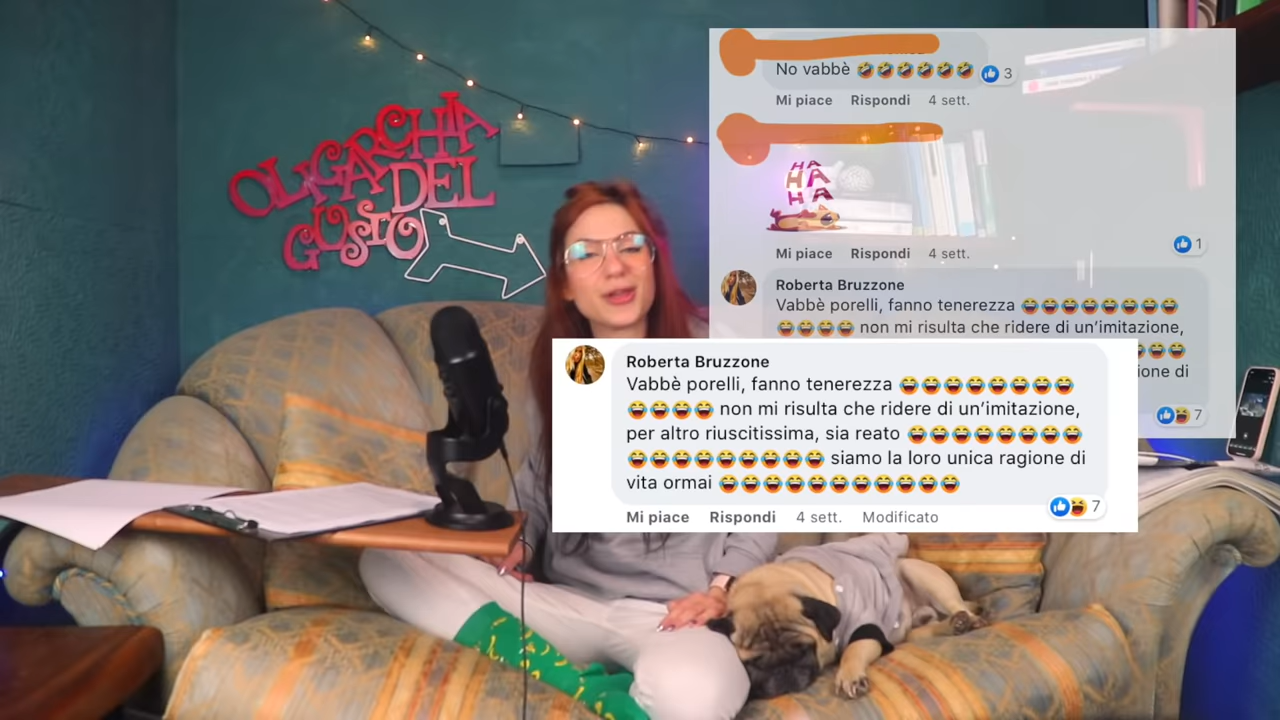 OLIGARCHIA
DEL
GUSTO
No vabbè 🤣🤣🤣🤣🤣🤣
3
Mi piace Rispondi 4 sett.
HA
HA
HA
1
Mi piace Rispondi 4 sett.
Roberta Bruzzone
Vabbè porelli, fanno tenerezza 😂😂😂😂😂😂😂😂
😂😂😂😂 non mi risulta che ridere di un'imitazione,
ione di
7
Roberta Bruzzone
Vabbè porelli, fanno tenerezza 😂😂😂😂😂😂😂😂
😂😂😂😂 non mi risulta che ridere di un'imitazione,
per altro riuscitissima, sia reato 😂😂😂😂😂😂😂😂
😂😂😂😂😂😂😂😂😂 siamo la loro unica ragione di
vita ormai 😂😂😂😂😂😂😂😂😂😂😂
7
Mi piace Rispondi 4 sett. Modificato